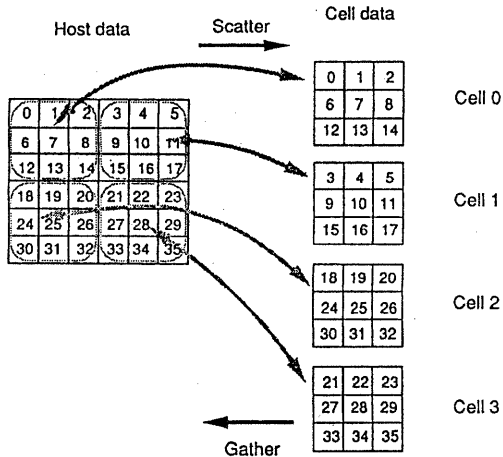 Host data
Scatter
Cell data
0 1 2 3 4 5
6 7 8 9 10 11
12 13 14 15 16 17
18 19 20 21 22 23
24 25 26 27 28 29
30 31 32 33 34 35
0 1 2
6 7 8
12 13 14
Cell 0
3 4 5
9 10 11
15 16 17
Cell 1
18 19 20
24 25 26
30 31 32
Cell 2
21 22 23
27 28 29
33 34 35
Cell 3
Gather